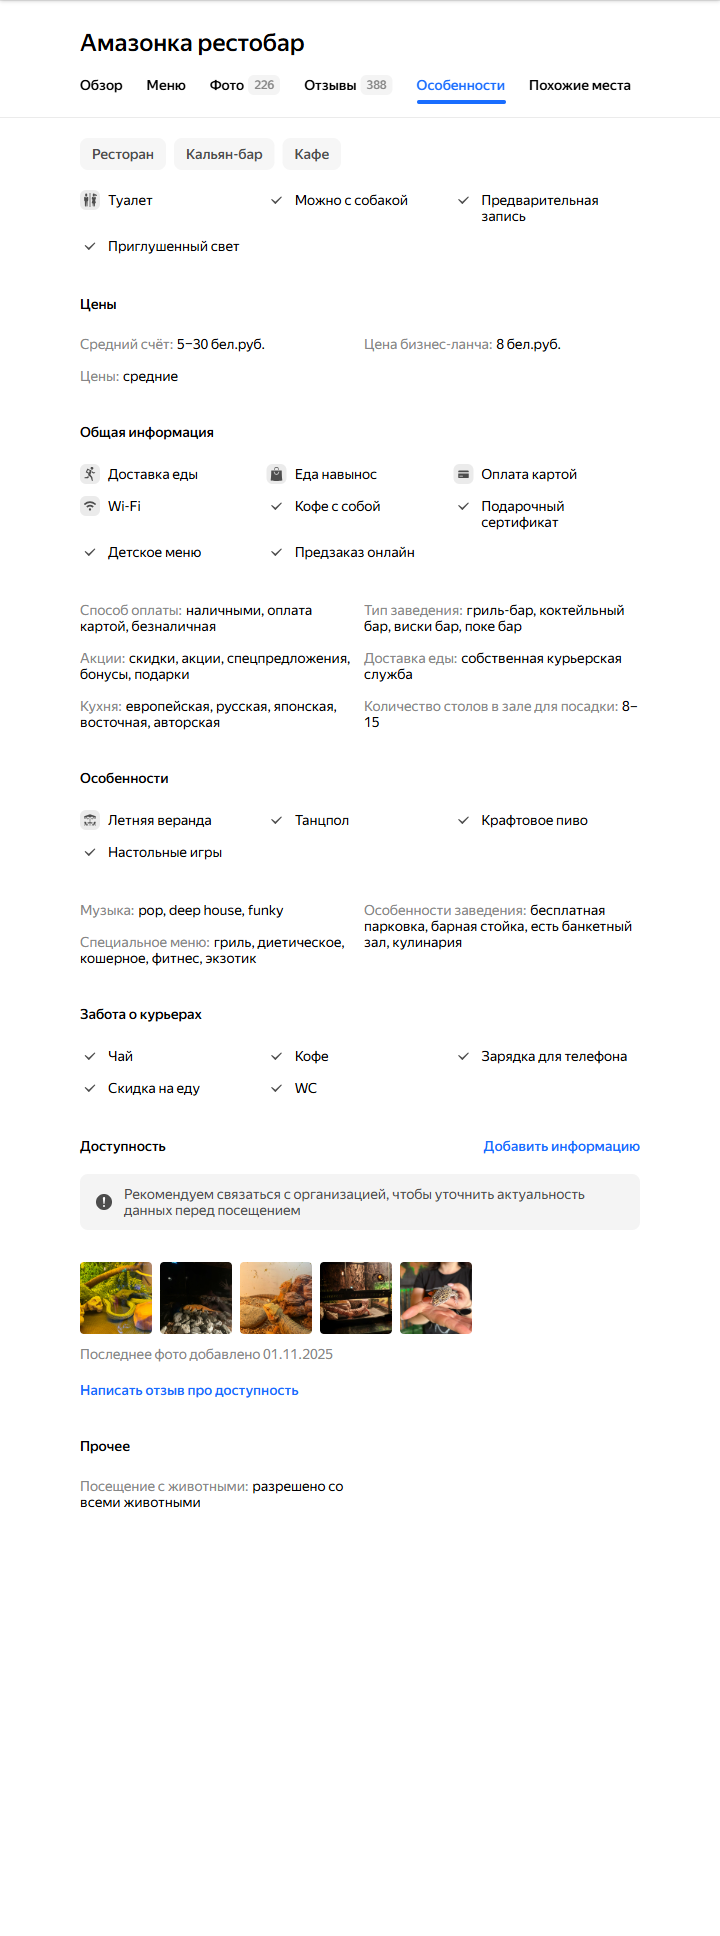 Амазонка рестобар
Обзор Меню Фото 226 Отзывы 388 Особенности Похожие места
Ресторан Кальян-бар Кафе
Туалет Можно с собакой Предварительная
запись
Приглушенный свет
Цены
Средний счёт: 5–30 бел.руб. Цена бизнес-ланча: 8 бел.руб.
Цены: средние
Общая информация
Доставка еды Еда навынос Оплата картой
Wi-Fi Кофе с собой Подарочный
сертификат
Детское меню Предзаказ онлайн
Способ оплаты: наличными, оплата
картой, безналичная
Тип заведения: гриль-бар, коктейльный
бар, виски бар, поке бар
Акции: скидки, акции, спецпредложения,
бонусы, подарки
Доставка еды: собственная курьерская
служба
Кухня: европейская, русская, японская,
восточная, авторская
Количество столов в зале для посадки: 8–
15
Особенности
Летняя веранда Танцпол Крафтовое пиво
Настольные игры
Музыка: pop, deep house, funky
Специальное меню: гриль, диетическое,
кошерное, фитнес, экзотик
Особенности заведения: бесплатная
парковка, барная стойка, есть банкетный
зал, кулинария
Забота о курьерах
Чай Кофе Зарядка для телефона
Скидка на еду WC
Доступность Добавить информацию
Рекомендуем связаться с организацией, чтобы уточнить актуальность
данных перед посещением
Последнее фото добавлено 01.11.2025
Написать отзыв про доступность
Прочее
Посещение с животными: разрешено со
всеми животными